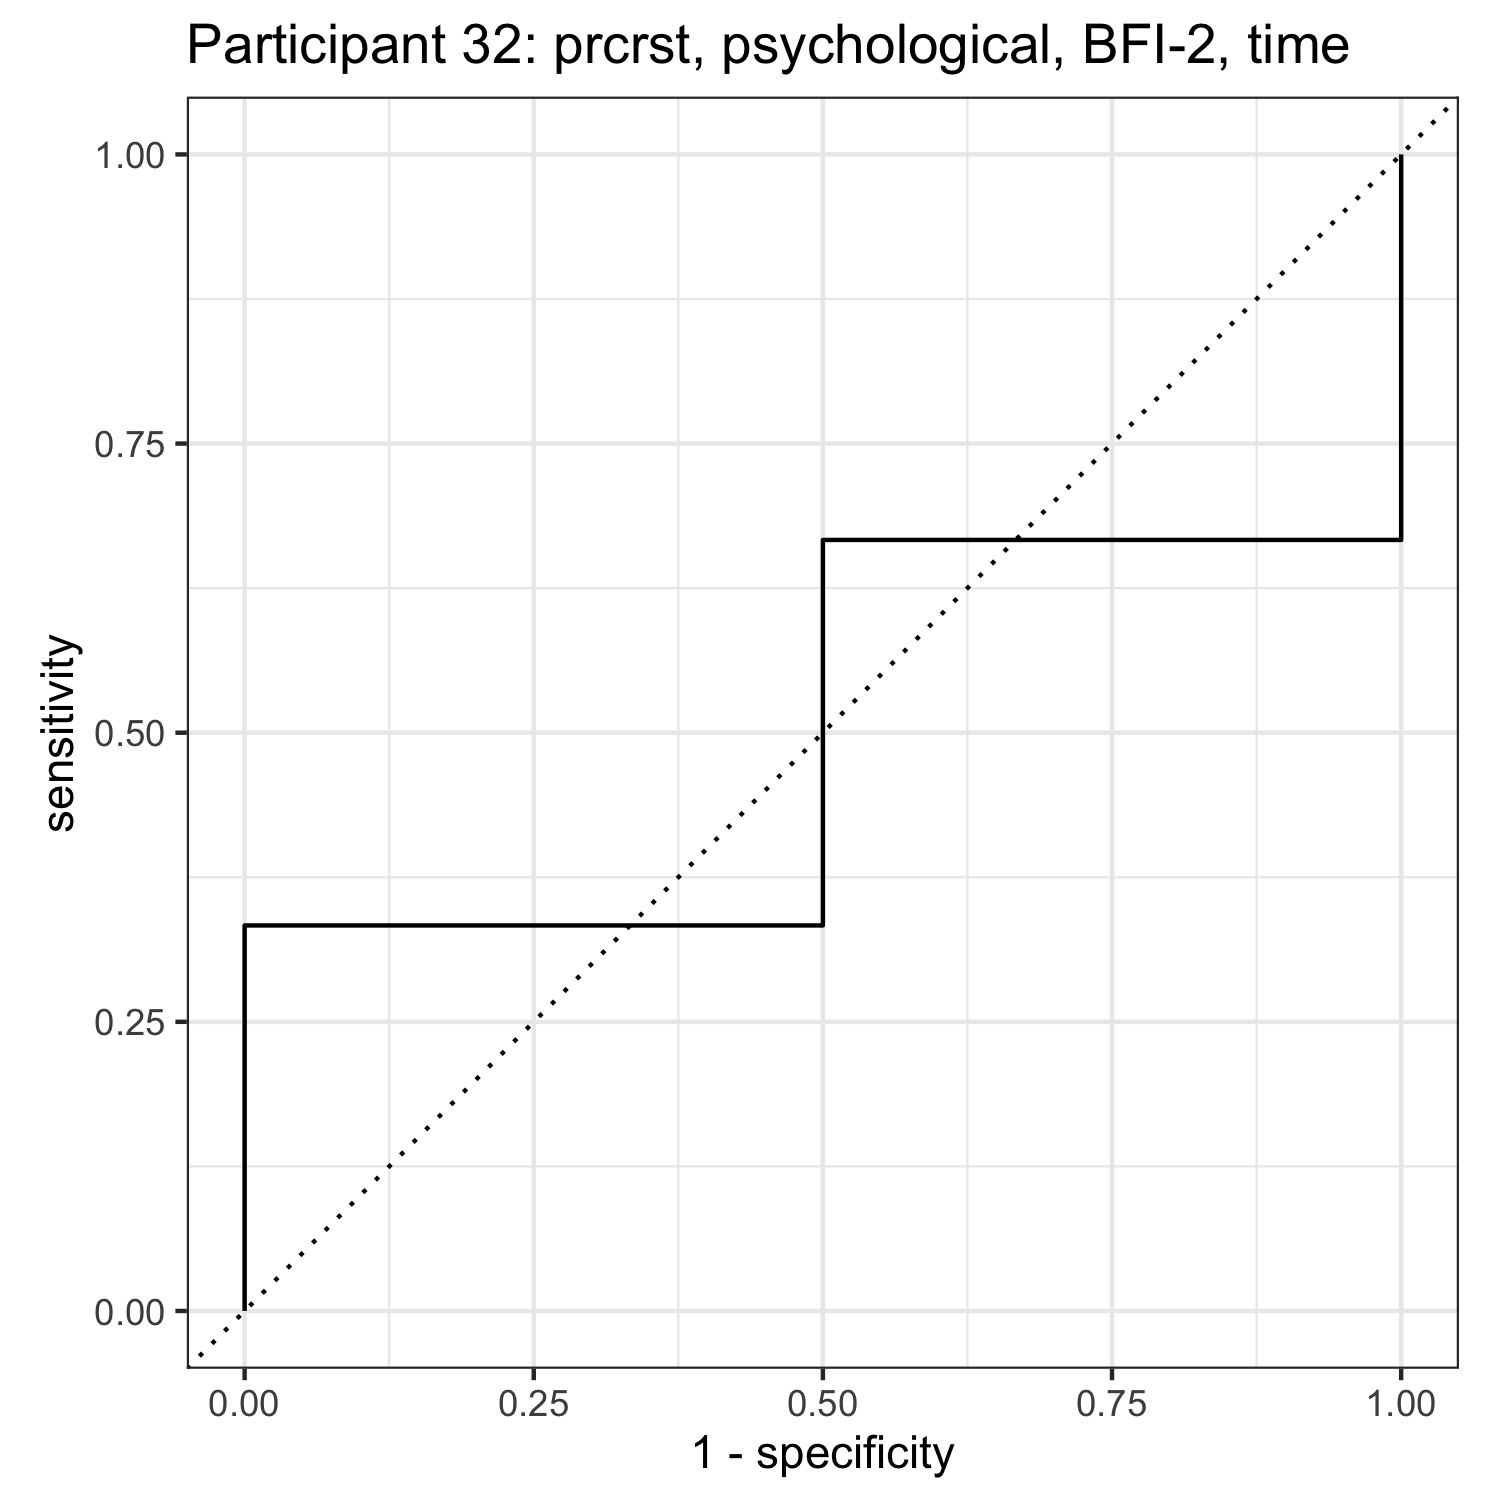 Participant 32: prcrst, psychological, BFI-2, time
1.00
0.75
0.50
0.25
0.00
sensitivity
0.00 0.25 0.50 0.75 1.00
1 - specificity